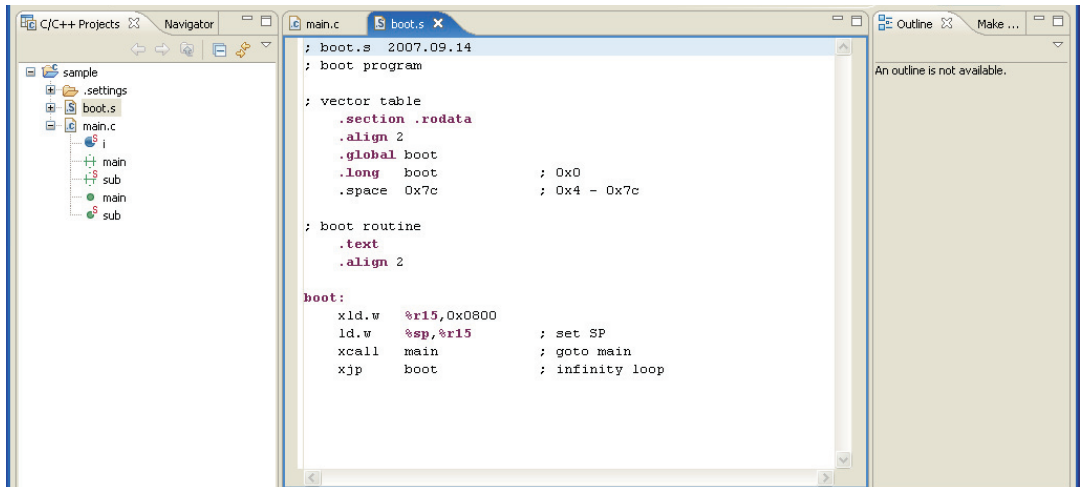 C/C++ Projects
Navigator
sample
.settings
boot.s
main.c
i
main
sub
main
sub
main.c
boot.s
; boot.s  2007.09.14
; boot program
; vector table
.section .rodata
.align 2
.global boot
.long   boot            ; 0x0
.space  0x7c            ; 0x4 - 0x7c
; boot routine
.text
.align 2
boot:
xld.w   %r15,0x0800
ld.w    %sp,%r15        ; set SP
xcall   main            ; goto main
xjp     boot            ; infinity loop
Outline
Make ...
An outline is not available.